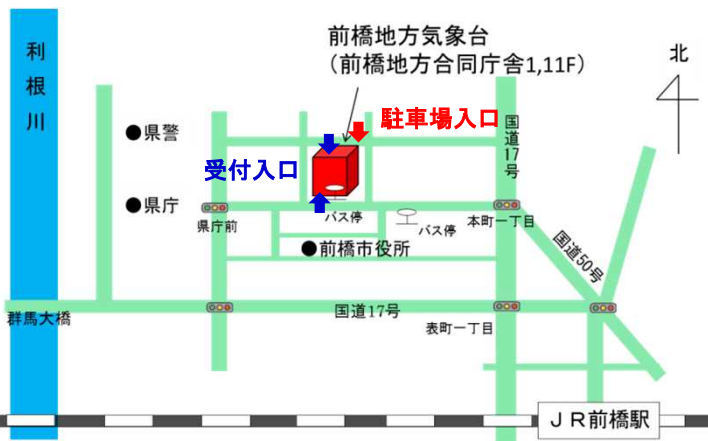 前橋地方気象台
（前橋地方合同庁舎1,11F）
北
利根川
●県警
駐車場入口
国道17号
受付入口
●県庁
県庁前
バス停
バス停
本町一丁目
●前橋市役所
国道50号
群馬大橋
国道17号
表町一丁目
ＪＲ前橋駅